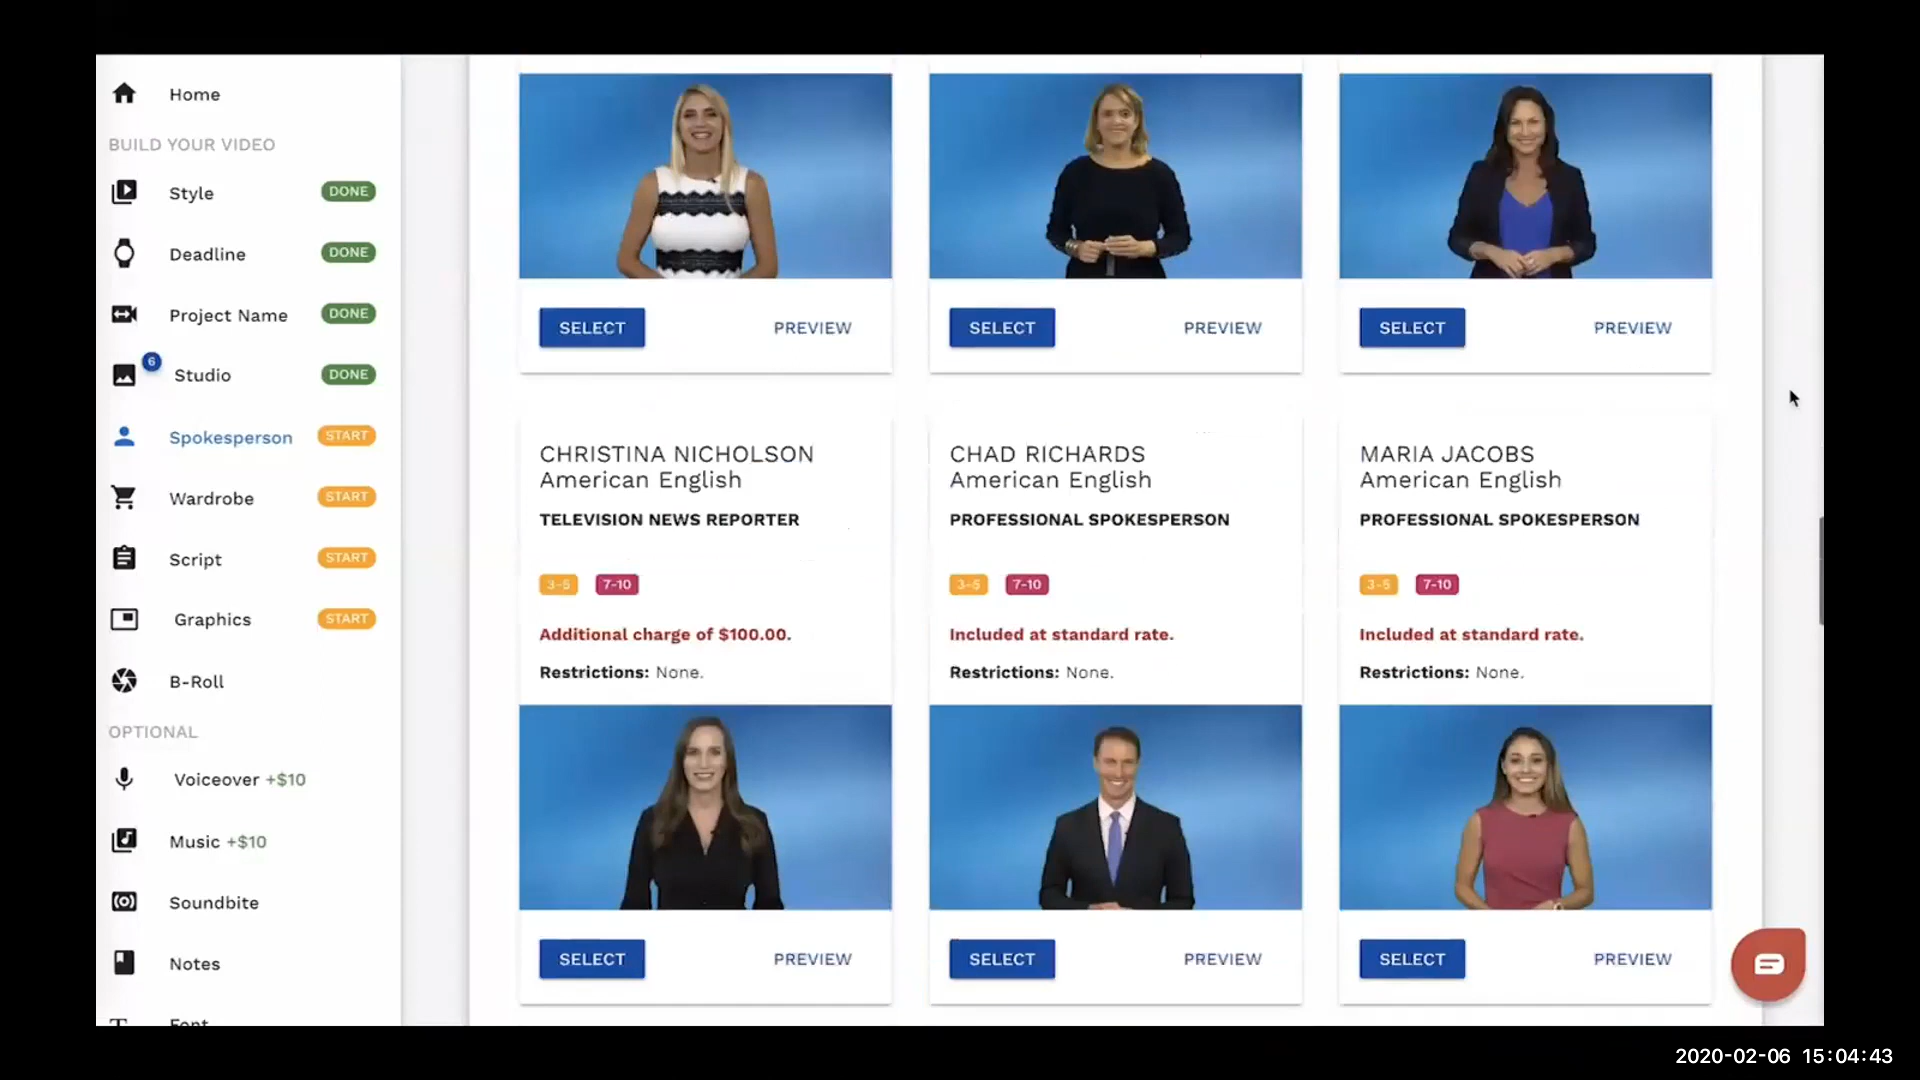 Home
BUILD YOUR VIDEO
Style DONE
Deadline DONE
Project Name DONE
6
Studio DONE
Spokesperson START
Wardrobe START
Script START
Graphics START
B-Roll
OPTIONAL
Voiceover +$10
Music +$10
Soundbite
Notes
Font
SELECT PREVIEW
SELECT PREVIEW
SELECT PREVIEW
CHRISTINA NICHOLSON
American English
TELEVISION NEWS REPORTER
3-5 7-10
Additional charge of $100.00.
Restrictions: None.
SELECT PREVIEW
CHAD RICHARDS
American English
PROFESSIONAL SPOKESPERSON
3-5 7-10
Included at standard rate.
Restrictions: None.
SELECT PREVIEW
MARIA JACOBS
American English
PROFESSIONAL SPOKESPERSON
3-5 7-10
Included at standard rate.
Restrictions: None.
SELECT PREVIEW
2020-02-06 15:04:43